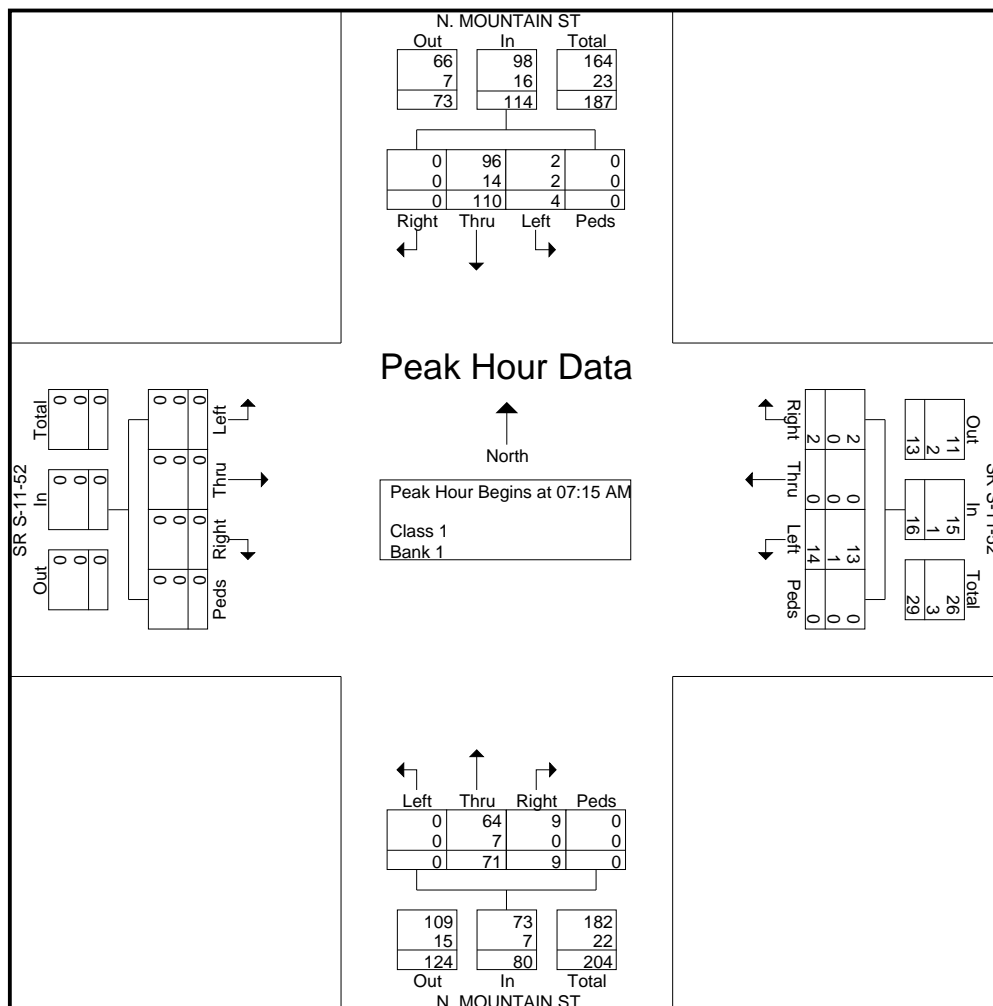 N. MOUNTAIN ST
Out In Total
66 98 164
7 16 23
73 114 187
0 96 2 0
0 14 2 0
0 110 4 0
Right Thru Left Peds
Peak Hour Data
North
Peak Hour Begins at 07:15 AM
Class 1
Bank 1
SR S-11-52
Total In Out
0 0 0
0 0 0
0 0 0
Left Thru Right Peds
0 0 0 0
0 0 0 0
0 0 0 0
SR S-11-52
Out In Total
11 15 26
2 1 3
13 16 29
Right Thru Left Peds
2 0 13 0
0 1 0
2 0 14 0
Left Thru Right Peds
0 64 9 0
0 7 0 0
0 71 9 0
109 73 182
15 7 22
124 80 204
Out In Total
N. MOUNTAIN ST